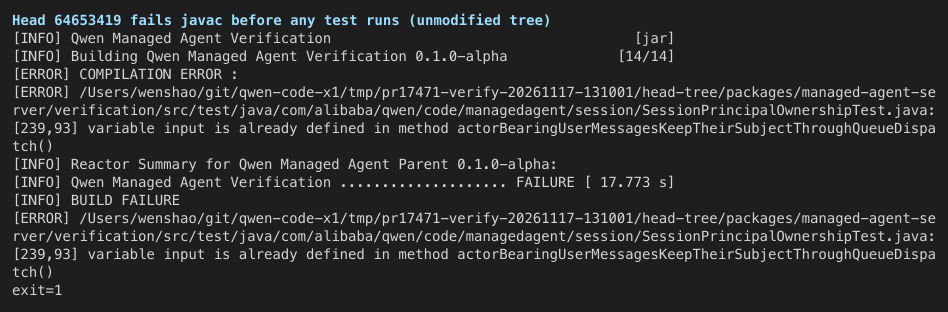 Head 64653419 fails javac before any test runs (unmodified tree)
[INFO] Qwen Managed Agent Verification [jar]
[INFO] Building Qwen Managed Agent Verification 0.1.0-alpha [14/14]
[ERROR] COMPILATION ERROR :
[ERROR] /Users/wenshao/git/qwen-code-x1/tmp/pr17471-verify-20261117-131001/head-tree/packages/managed-agent-se
rver/verification/src/test/java/com/alibaba/qwen/code/managedagent/session/SessionPrincipalOwnershipTest.java:
[239,93] variable input is already defined in method actorBearingUserMessagesKeepTheirSubjectThroughQueueDispa
tch()
[INFO] Reactor Summary for Qwen Managed Agent Parent 0.1.0-alpha:
[INFO] Qwen Managed Agent Verification .................... FAILURE [ 17.773 s]
[INFO] BUILD FAILURE
[ERROR] /Users/wenshao/git/qwen-code-x1/tmp/pr17471-verify-20261117-131001/head-tree/packages/managed-agent-se
rver/verification/src/test/java/com/alibaba/qwen/code/managedagent/session/SessionPrincipalOwnershipTest.java:
[239,93] variable input is already defined in method actorBearingUserMessagesKeepTheirSubjectThroughQueueDispa
tch()
exit=1